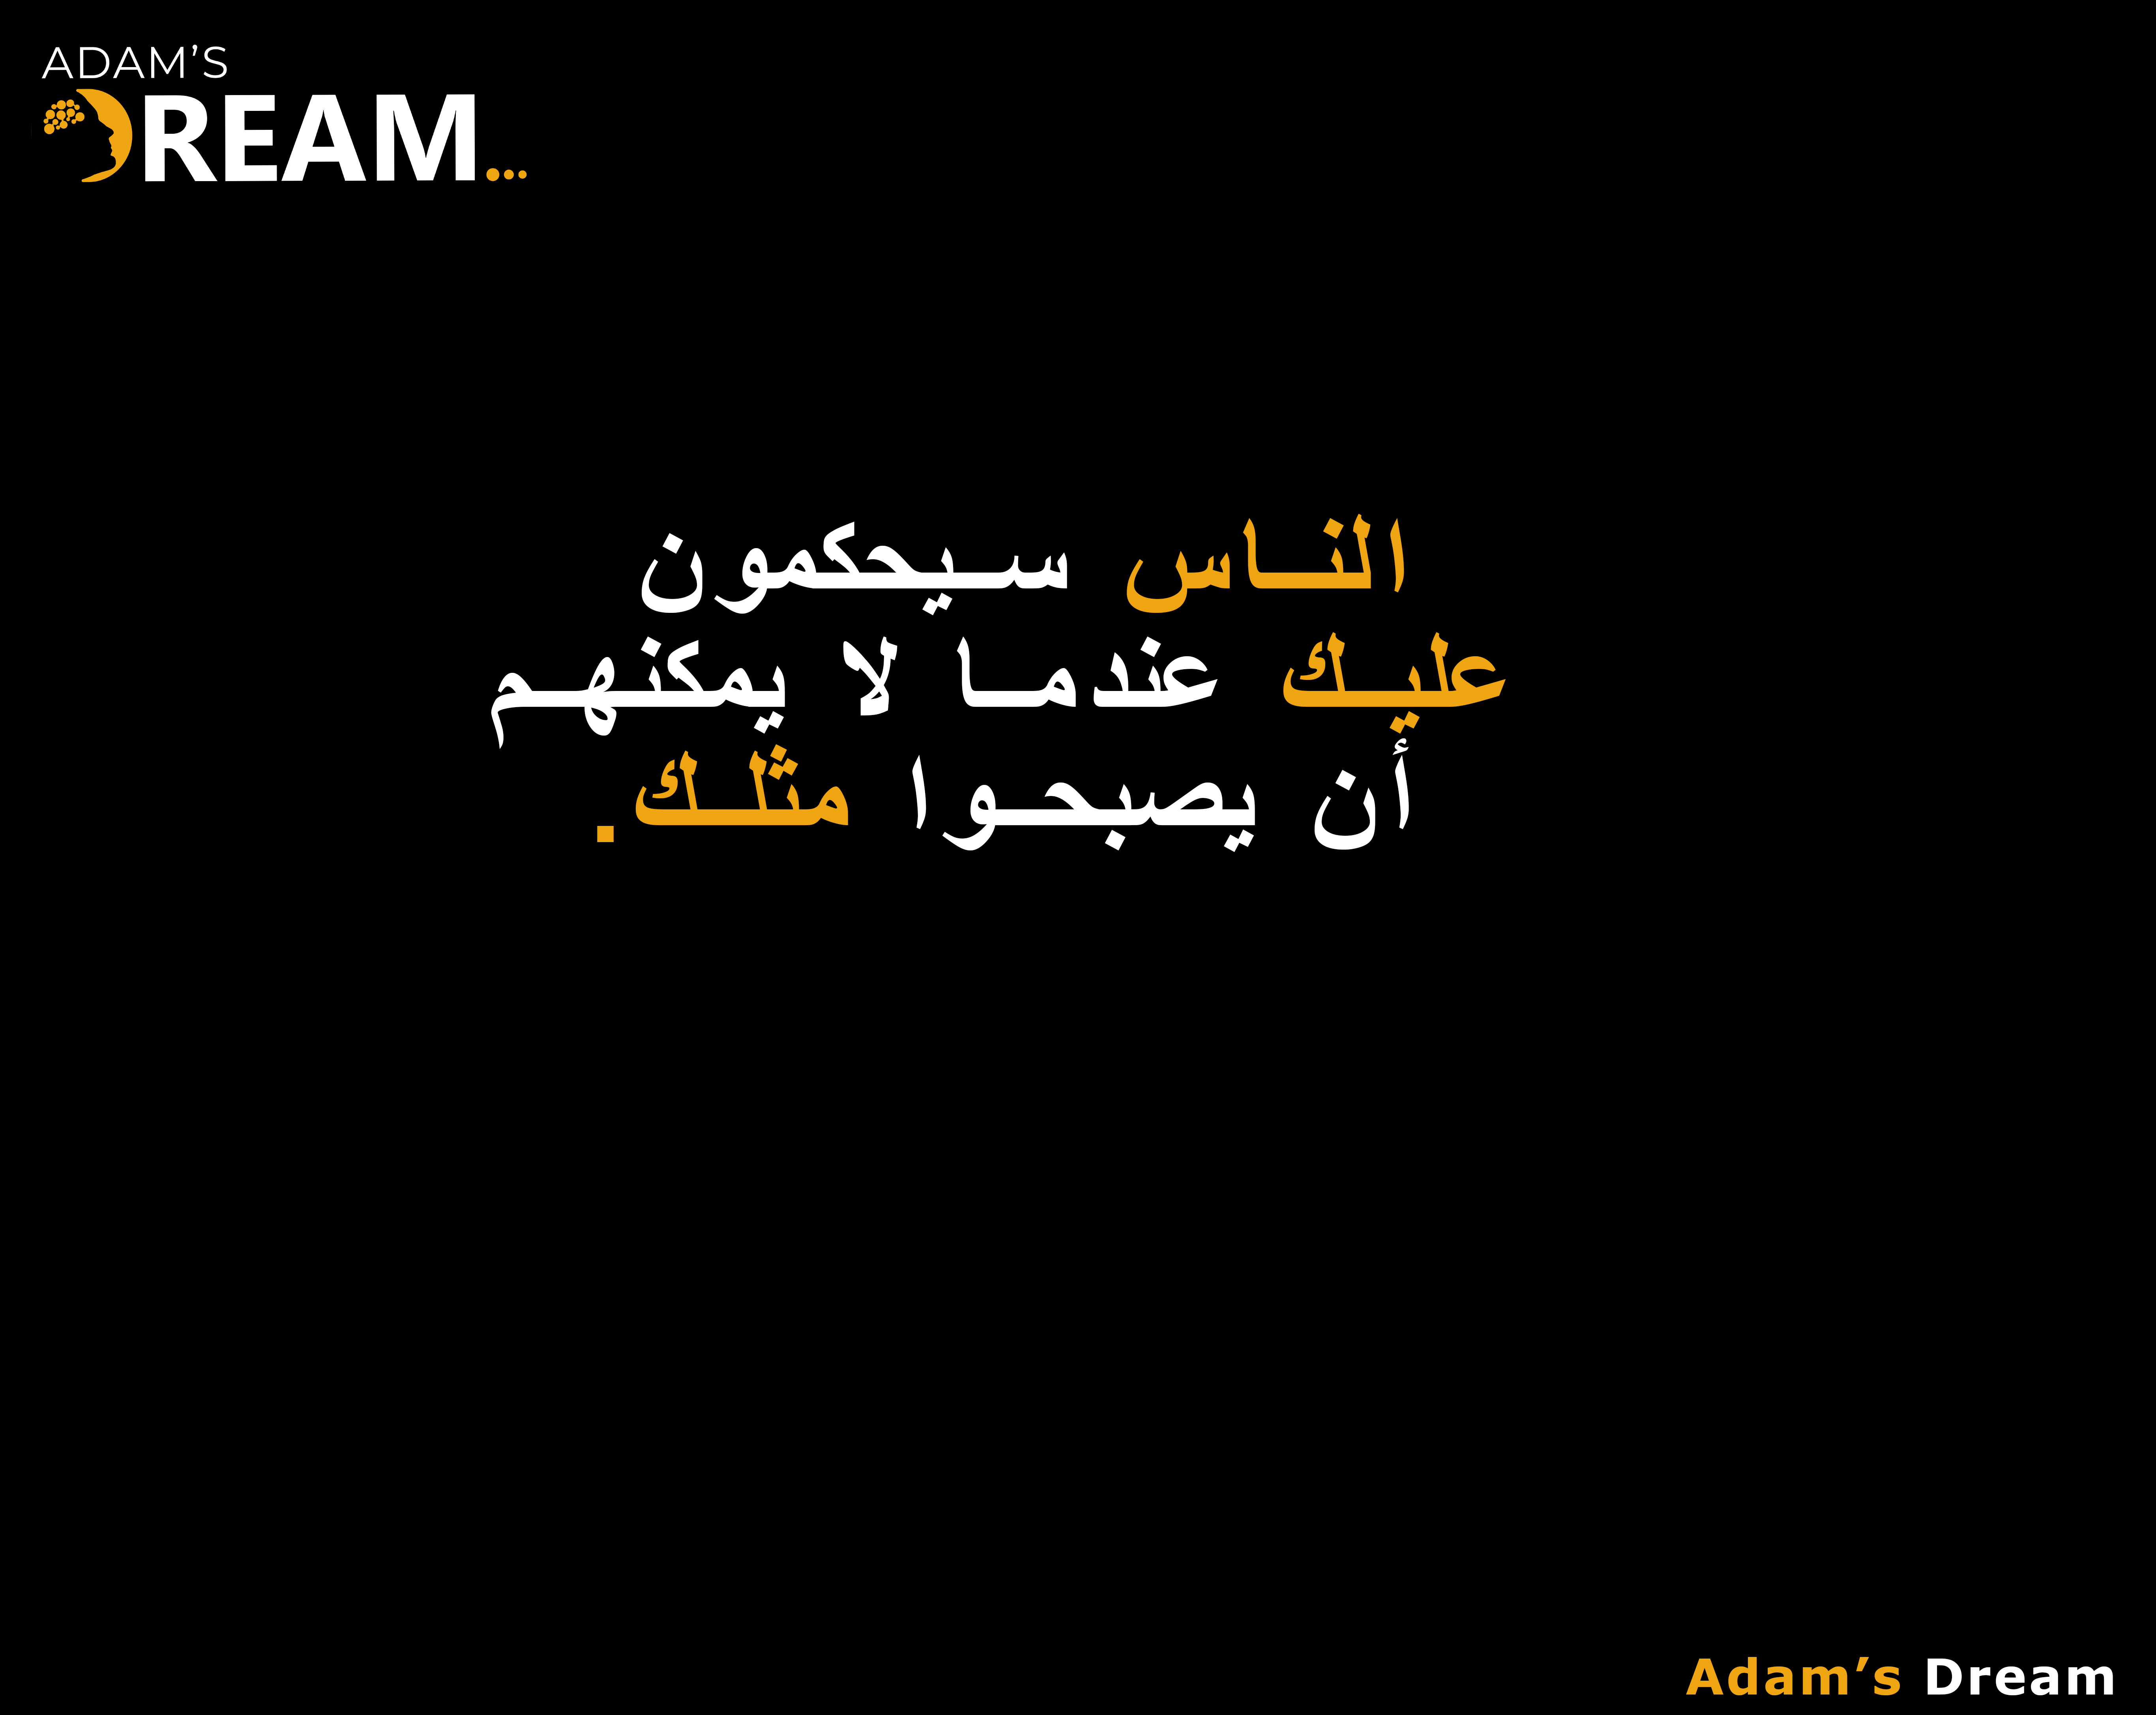 ADAM'S
DREAM...
الناس سيحكمون
عليك عندما لا يمكنهم
أن يصبحوا مثلك.
Adam's Dream